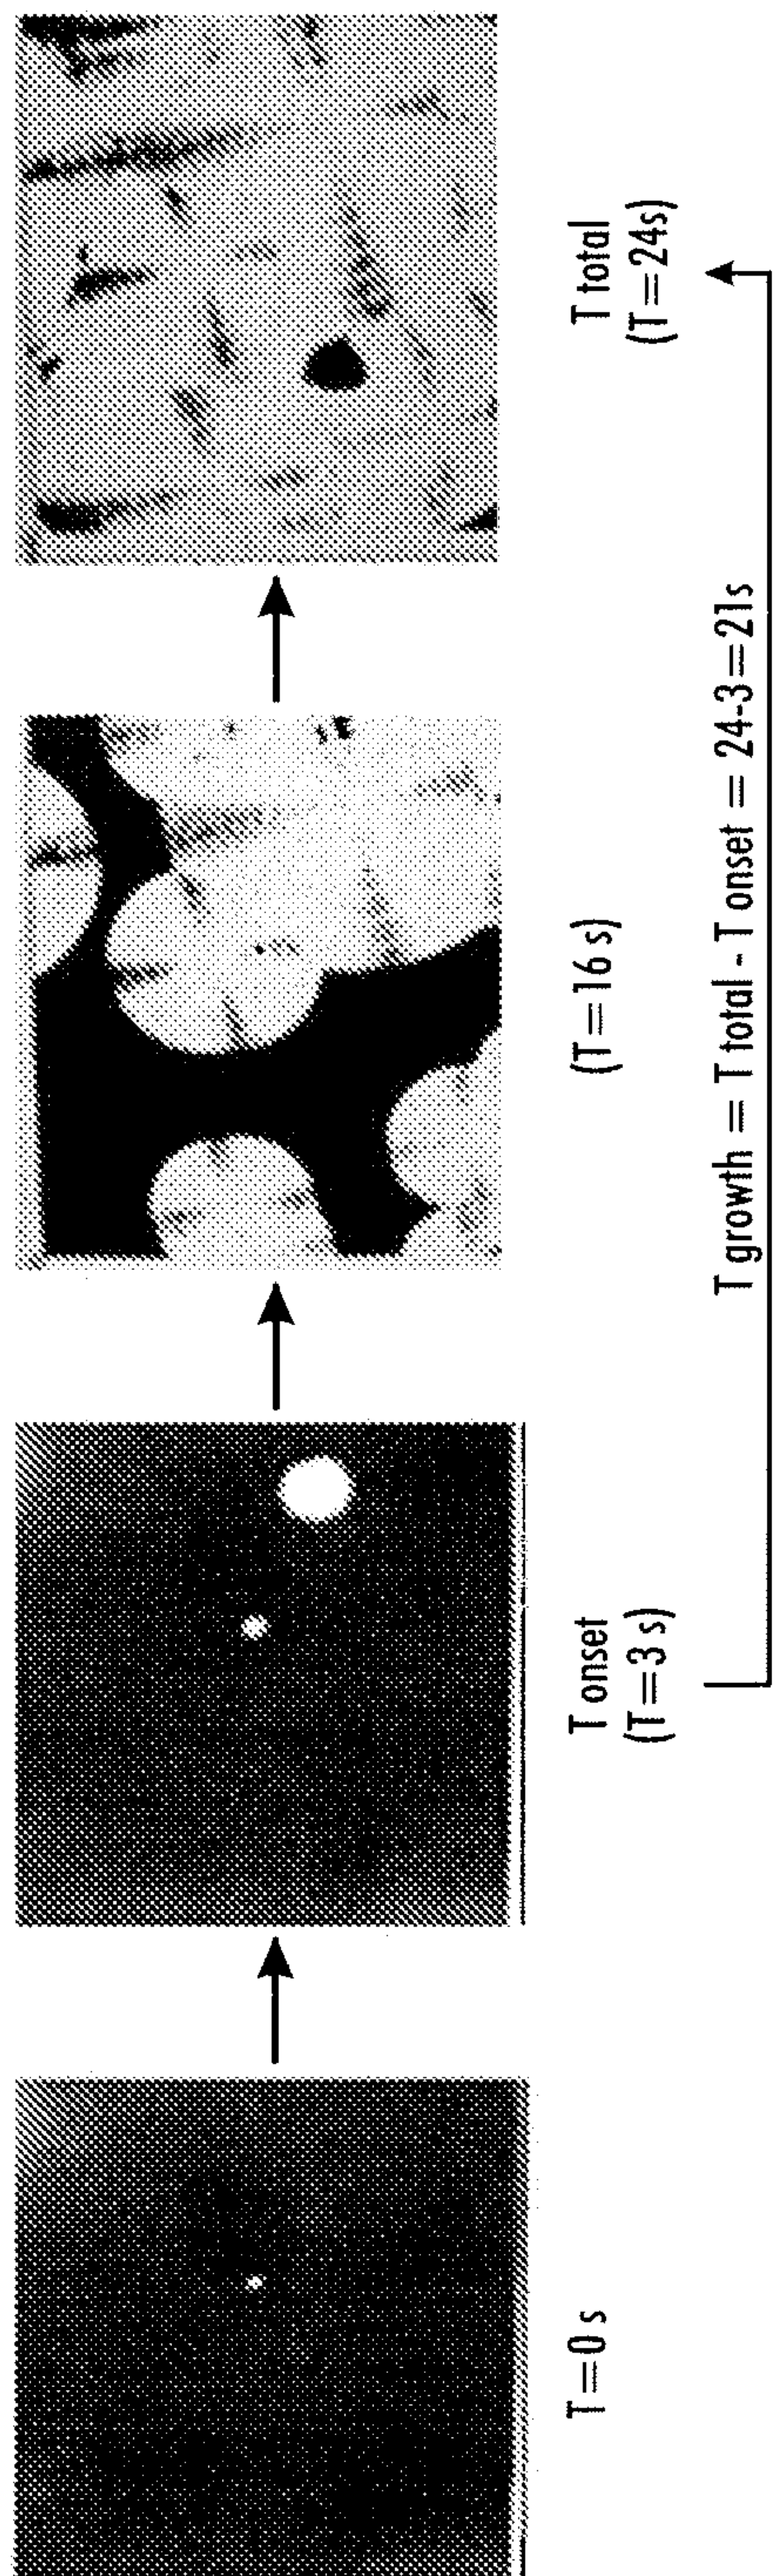 T=0 s
T onset
(T=3 s)
(T=16 s)
T total
(T=24s)
T growth = T total - T onset = 24-3=21s